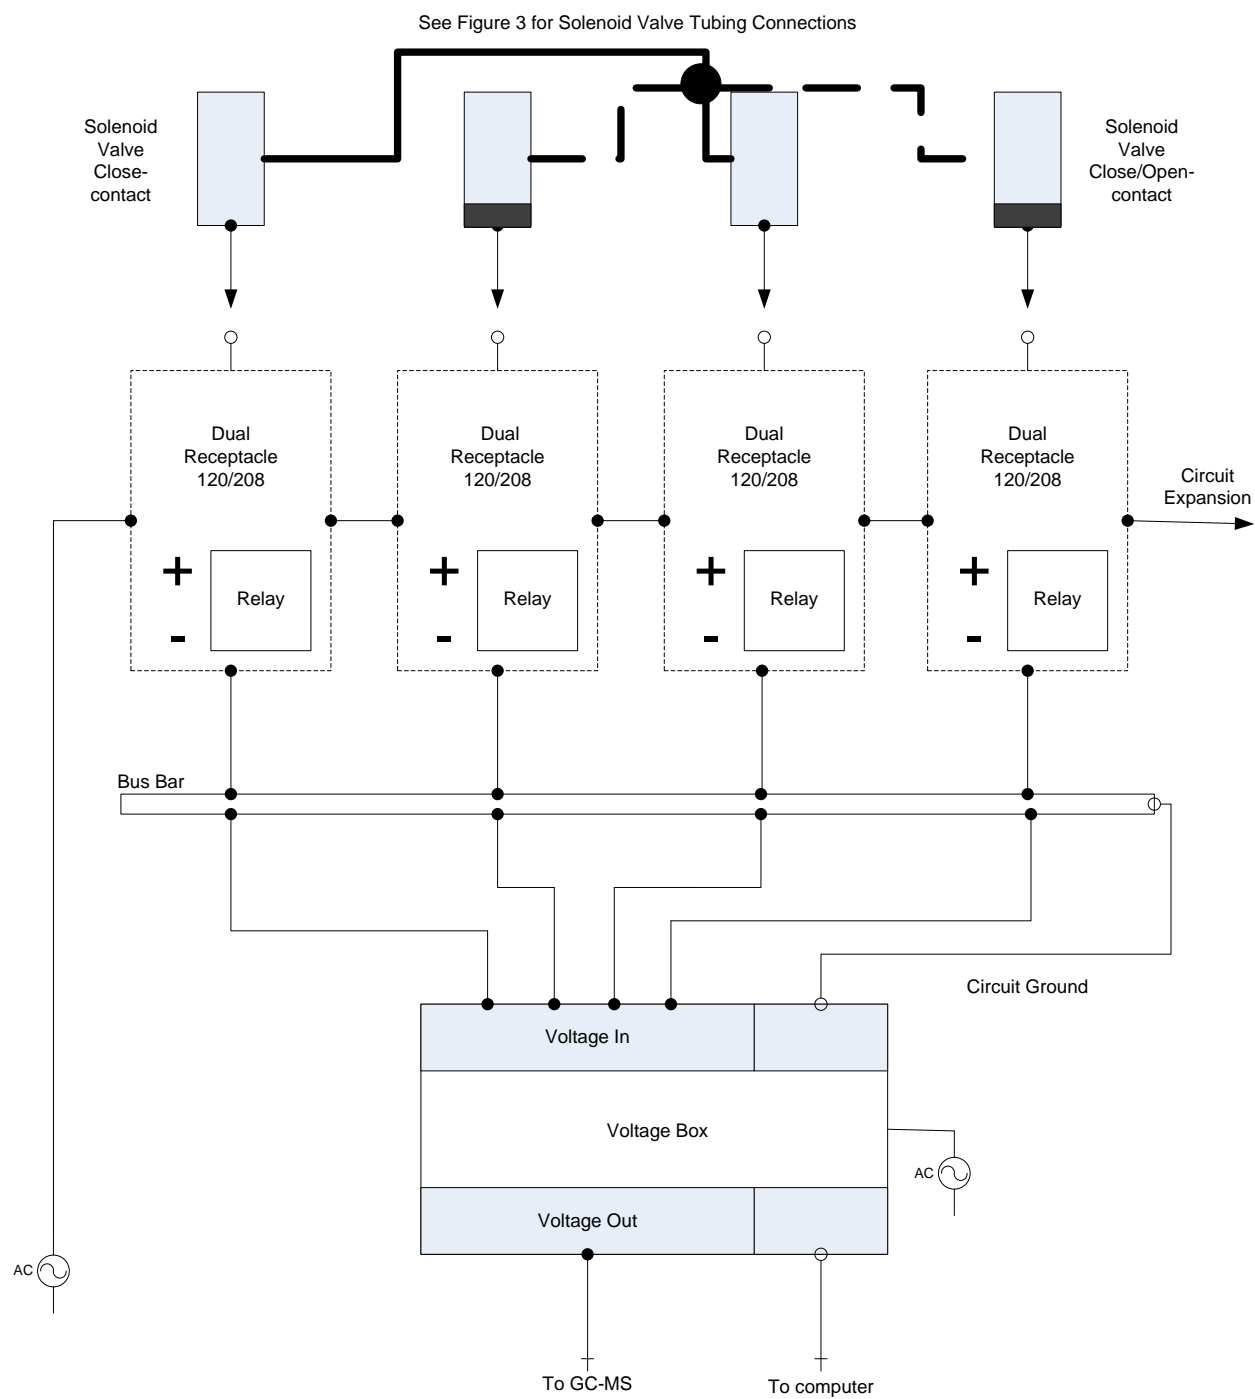 See Figure 3 for Solenoid Valve Tubing Connections
Solenoid
Valve
Close-
contact
Solenoid
Valve
Close/Open-
contact
Dual
Receptacle
120/208
Dual
Receptacle
120/208
Dual
Receptacle
120/208
Dual
Receptacle
120/208
Circuit
Expansion
+
-
Relay
+
-
Relay
+
-
Relay
+
-
Relay
Bus Bar
Circuit Ground
Voltage In
Voltage Box
AC
Voltage Out
AC
To GC-MS
To computer